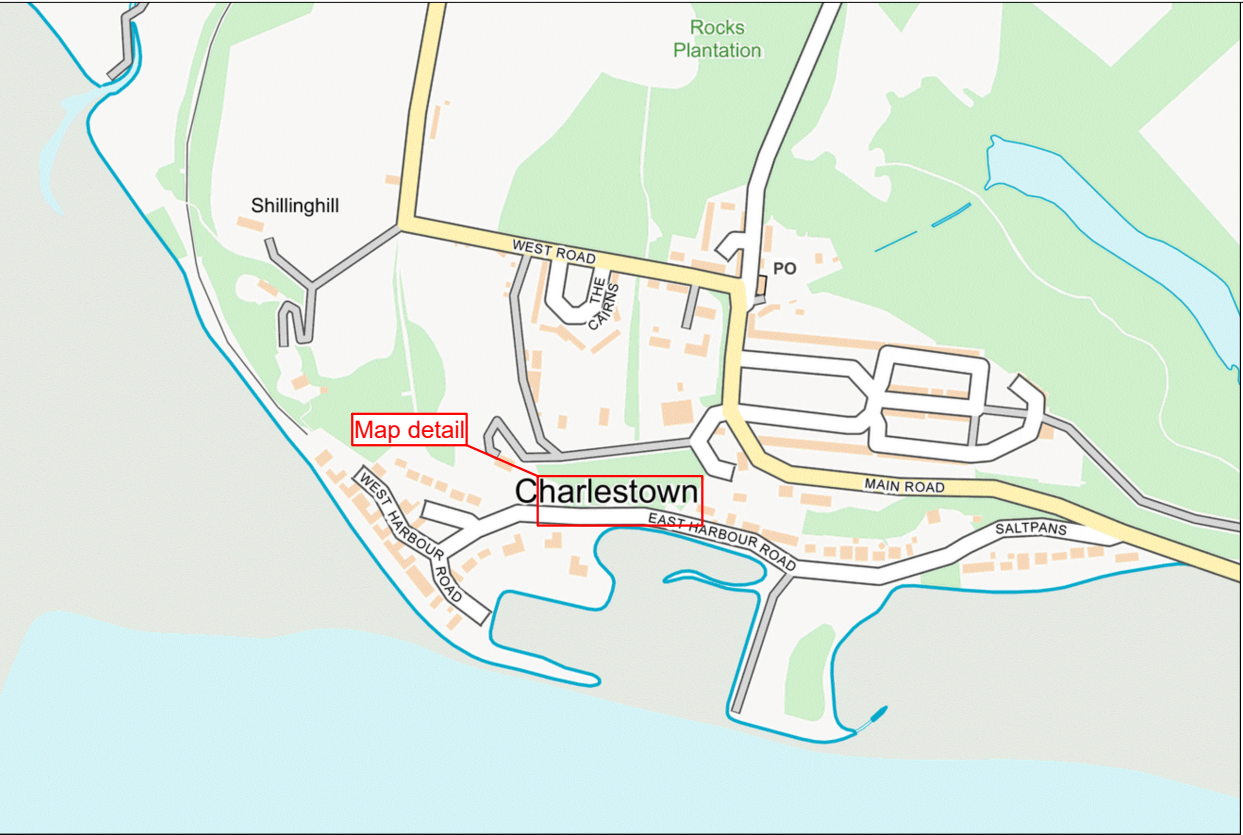 Rocks
Plantation
Shillinghill
WEST ROAD
THE
CAIRNS
PO
Map detail
Charlestown
MAIN ROAD
WEST HARBOUR
ROAD
EAST HARBOUR ROAD
SALTPANS